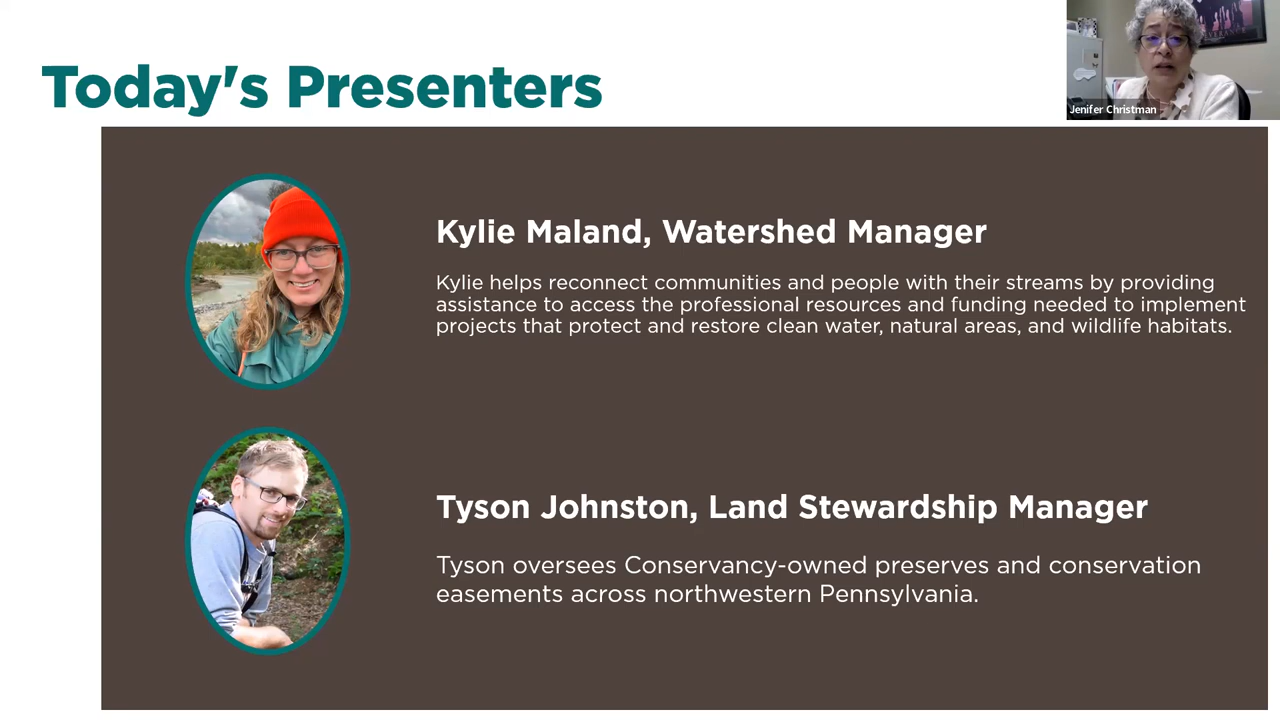 Today's Presenters
Jenifer Christman
Kylie Maland, Watershed Manager
Kylie helps reconnect communities and people with their streams by providing
assistance to access the professional resources and funding needed to implement
projects that protect and restore clean water, natural areas, and wildlife habitats.
Tyson Johnston, Land Stewardship Manager
Tyson oversees Conservancy-owned preserves and conservation
easements across northwestern Pennsylvania.